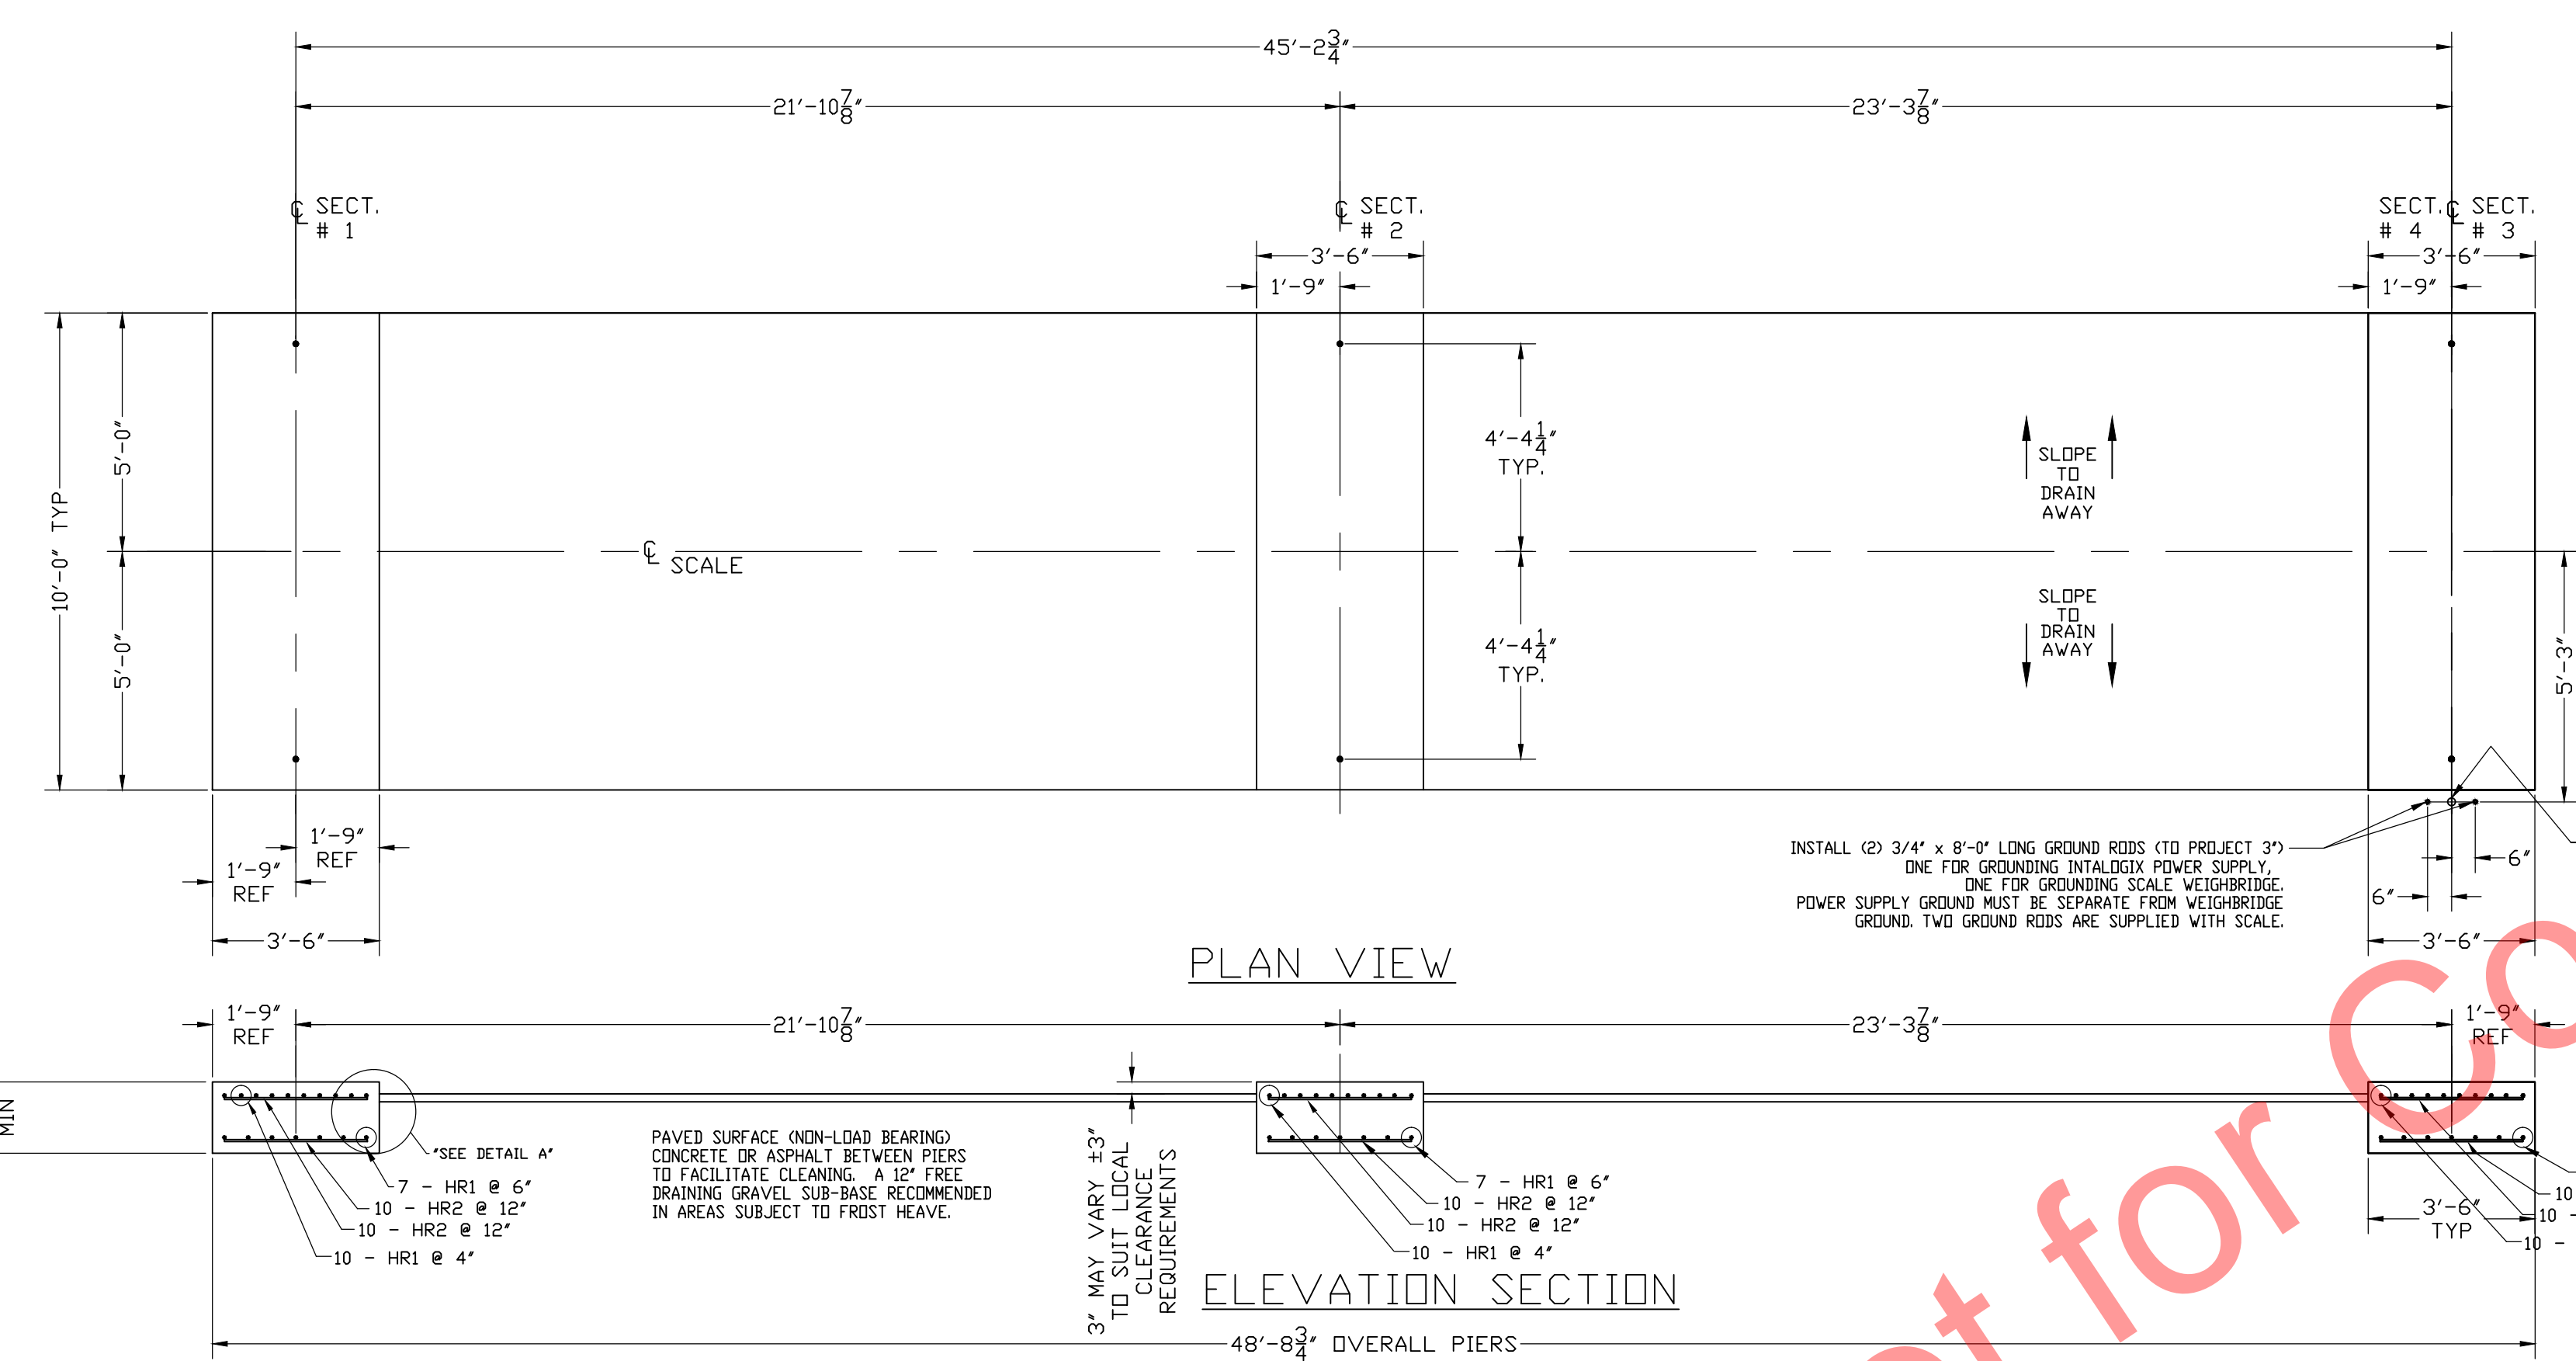 45'-2 3/4"
21'-10 7/8"
23'-3 7/8"
℄ SECT.
# 1
℄ SECT.
# 2
SECT.
# 4
℄ SECT.
# 3
3'-6"
3'-6"
1'-9"
1'-9"
10'-0" TYP
5'-0"
5'-0"
4'-4 1/4"
TYP.
4'-4 1/4"
TYP.
℄
SCALE
SLOPE
TO
DRAIN
AWAY
SLOPE
TO
DRAIN
AWAY
5'-3"
1'-9"
REF
1'-9"
REF
3'-6"
INSTALL (2) 3/4" x 8'-0" LONG GROUND RODS (TO PROJECT 3")
ONE FOR GROUNDING INTALOGIX POWER SUPPLY,
ONE FOR GROUNDING SCALE WEIGHBRIDGE.
POWER SUPPLY GROUND MUST BE SEPARATE FROM WEIGHBRIDGE
GROUND. TWO GROUND RODS ARE SUPPLIED WITH SCALE.
6"
6"
3'-6"
PLAN VIEW
1'-9"
REF
21'-10 7/8"
23'-3 7/8"
1'-9"
REF
MIN
"SEE DETAIL A"
7 - HR1 @ 6"
10 - HR2 @ 12"
10 - HR2 @ 12"
10 - HR1 @ 4"
PAVED SURFACE (NON-LOAD BEARING)
CONCRETE OR ASPHALT BETWEEN PIERS
TO FACILITATE CLEANING. A 12" FREE
DRAINING GRAVEL SUB-BASE RECOMMENDED
IN AREAS SUBJECT TO FROST HEAVE.
3" MAY VARY ±3"
TO SUIT LOCAL
CLEARANCE
REQUIREMENTS
7 - HR1 @ 6"
10 - HR2 @ 12"
10 - HR2 @ 12"
10 - HR1 @ 4"
3'-6"
TYP
10
10 -
10 -
ELEVATION SECTION
48'-8 3/4" OVERALL PIERS
for